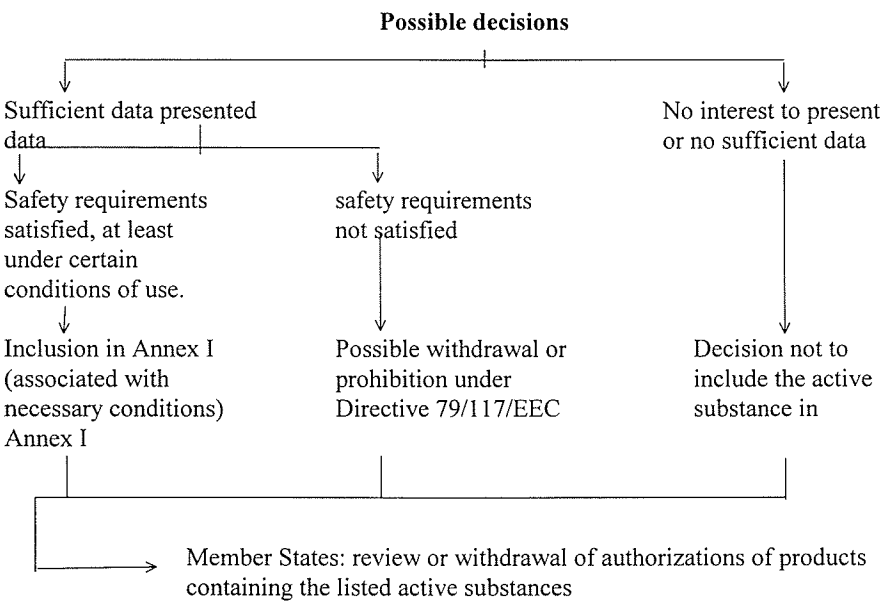 Possible decisions
Sufficient data presented
data
No interest to present
or no sufficient data
Safety requirements
satisfied, at least
under certain
conditions of use.
safety requirements
not satisfied
Inclusion in Annex I
(associated with
necessary conditions)
Annex I
Possible withdrawal or
prohibition under
Directive 79/117/EEC
Decision not to
include the active
substance in
Member States: review or withdrawal of authorizations of products
containing the listed active substances